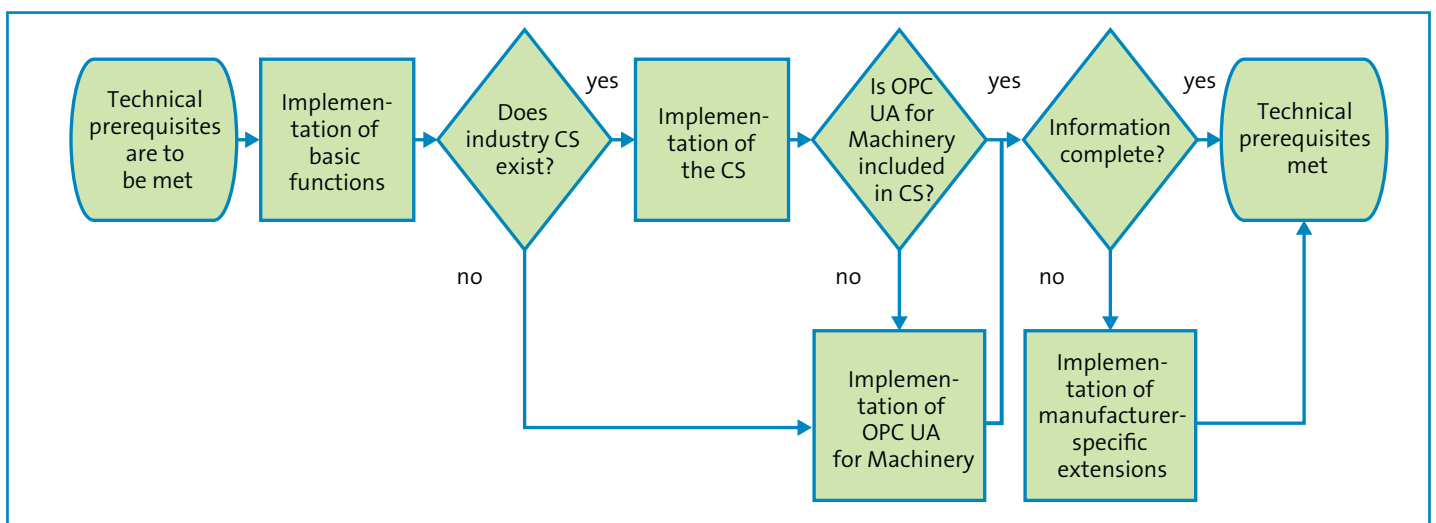 Technical
prerequisites
are to
be met
Implemen-
tation of
basic
functions
Does
industry CS
exist?
yes
no
Implemen-
tation of
the CS
Is OPC
UA for
Machinery
included
in CS?
yes
no
Implemen-
tation of
OPC UA
for Machinery
Information
complete?
yes
no
Implemen-
tation of
manufacturer-
specific
extensions
Technical
prerequisites
met